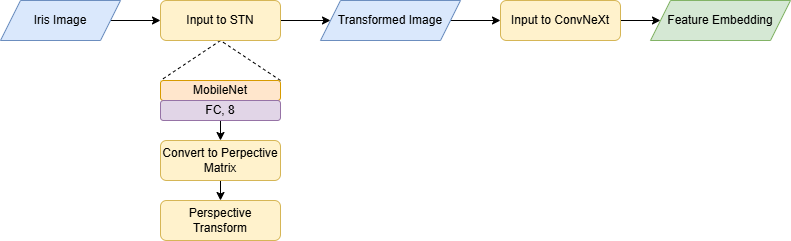 Iris Image
Input to STN
Transformed Image
Input to ConvNeXt
Feature Embedding
MobileNet
FC, 8
Convert to Perpective
Matrix
Perspective
Transform